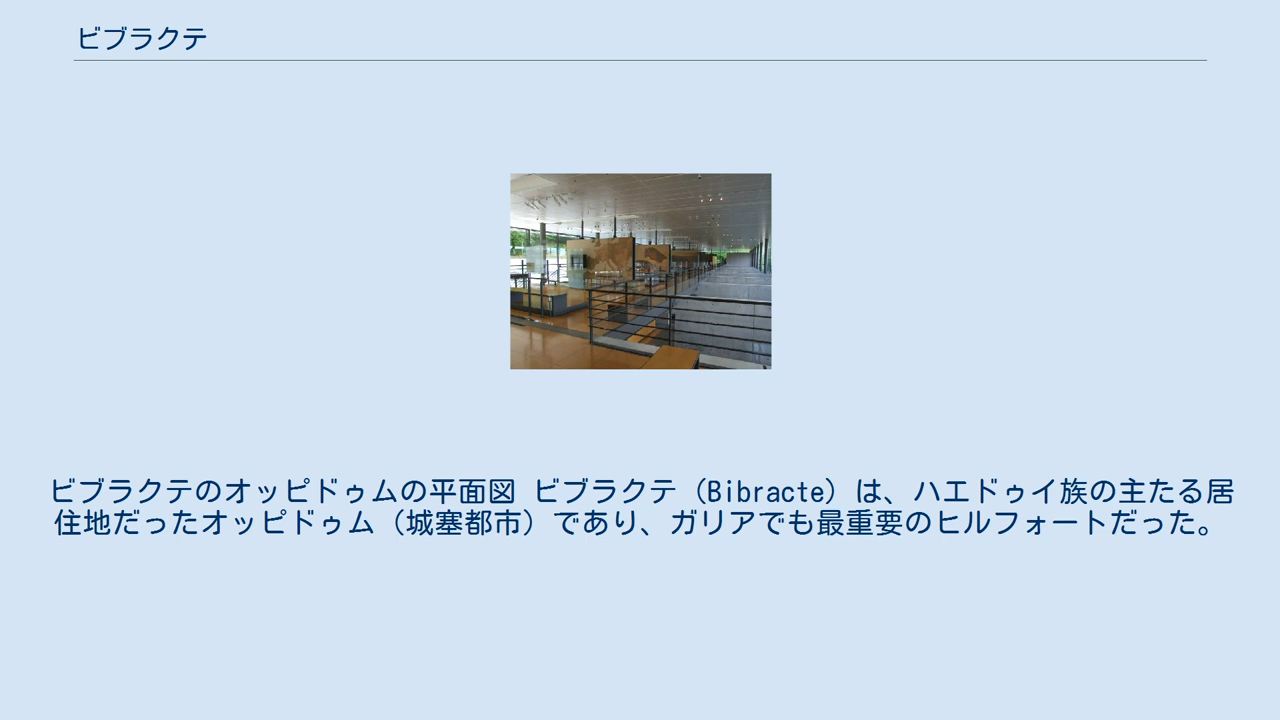 ビブラクテ
ビブラクテのオッピドゥムの平面図 ビブラクテ（Bibracte）は、ハエドゥイ族の主たる居
住地だったオッピドゥム（城塞都市）であり、ガリアでも最重要のヒルフォートだった。